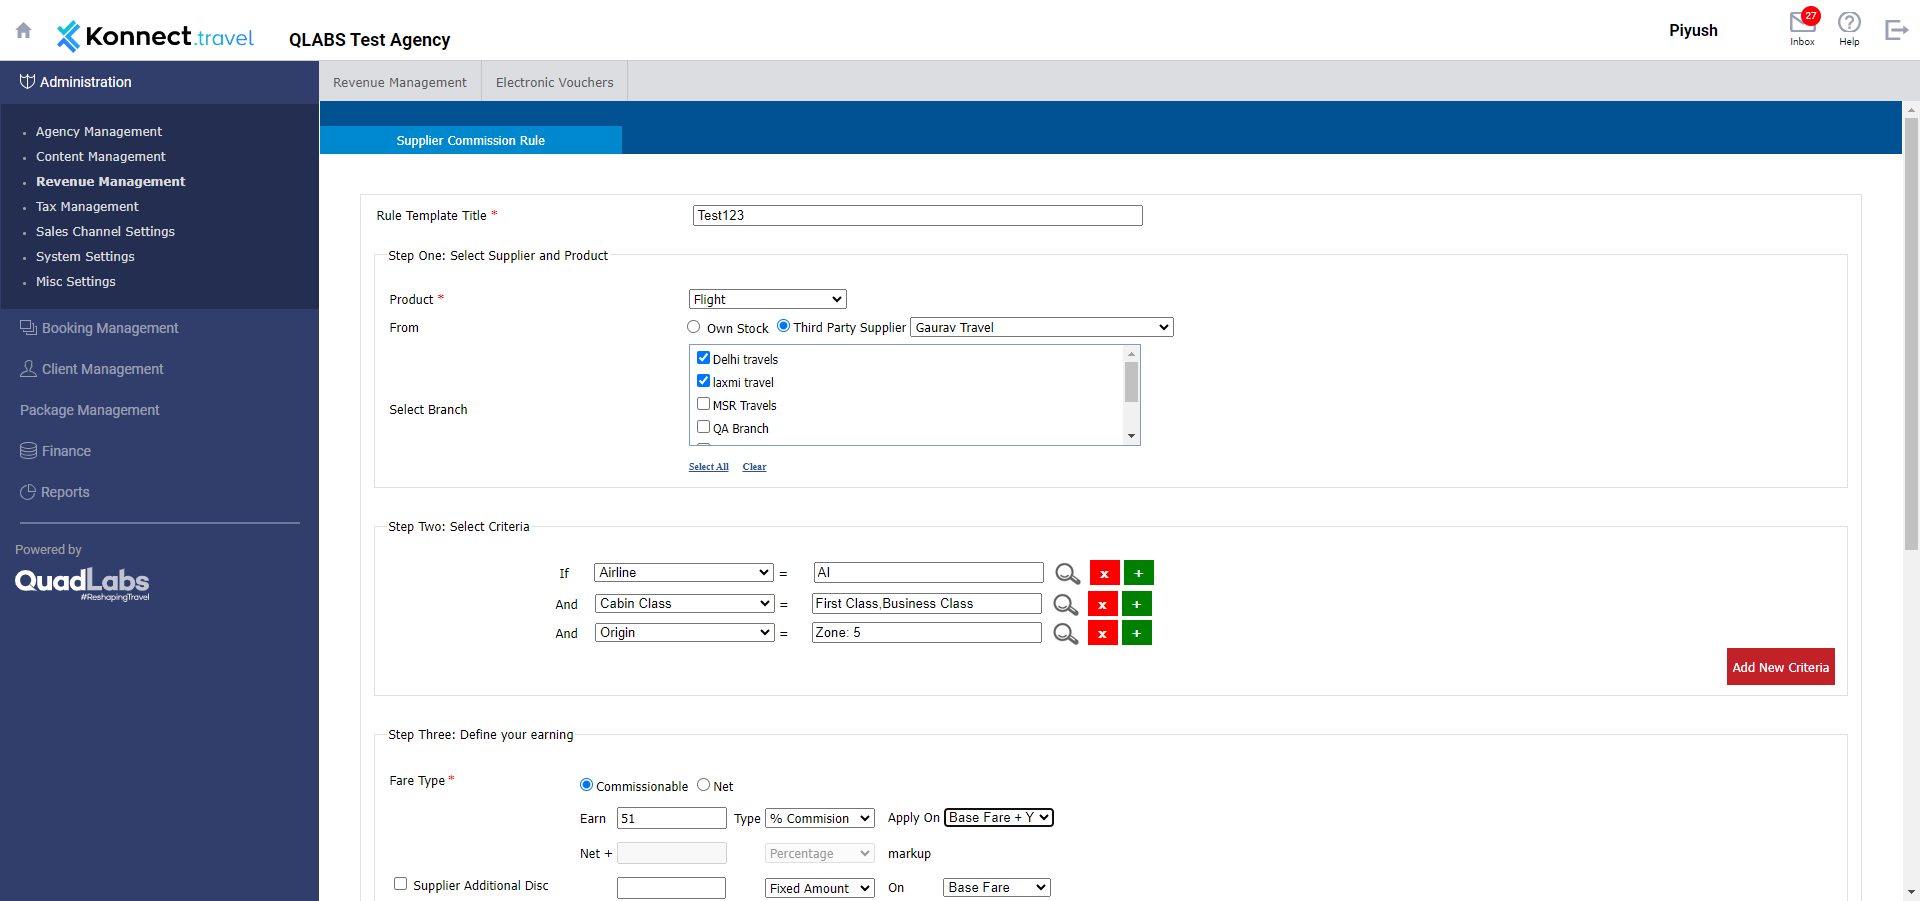 Konnect.travel
QLABS Test Agency
Piyush
27
Inbox
Help
Administration
Agency Management
Content Management
Revenue Management
Tax Management
Sales Channel Settings
System Settings
Misc Settings
Booking Management
Client Management
Package Management
Finance
Reports
Powered by
QuadLabs
#ReshapingTravel
Revenue Management
Electronic Vouchers
Supplier Commission Rule
Rule Template Title * Test123
Step One: Select Supplier and Product
Product * Flight
From Own Stock Third Party Supplier Gaurav Travel
Select Branch
Delhi travels
laxmi travel
MSR Travels
QA Branch
Select All Clear
Step Two: Select Criteria
If Airline = AI x +
And Cabin Class = First Class,Business Class x +
And Origin = Zone: 5 x +
Add New Criteria
Step Three: Define your earning
Fare Type * Commissionable Net
Earn 51 Type % Commision Apply On Base Fare + Y
Net + Percentage markup
Supplier Additional Disc Fixed Amount On Base Fare